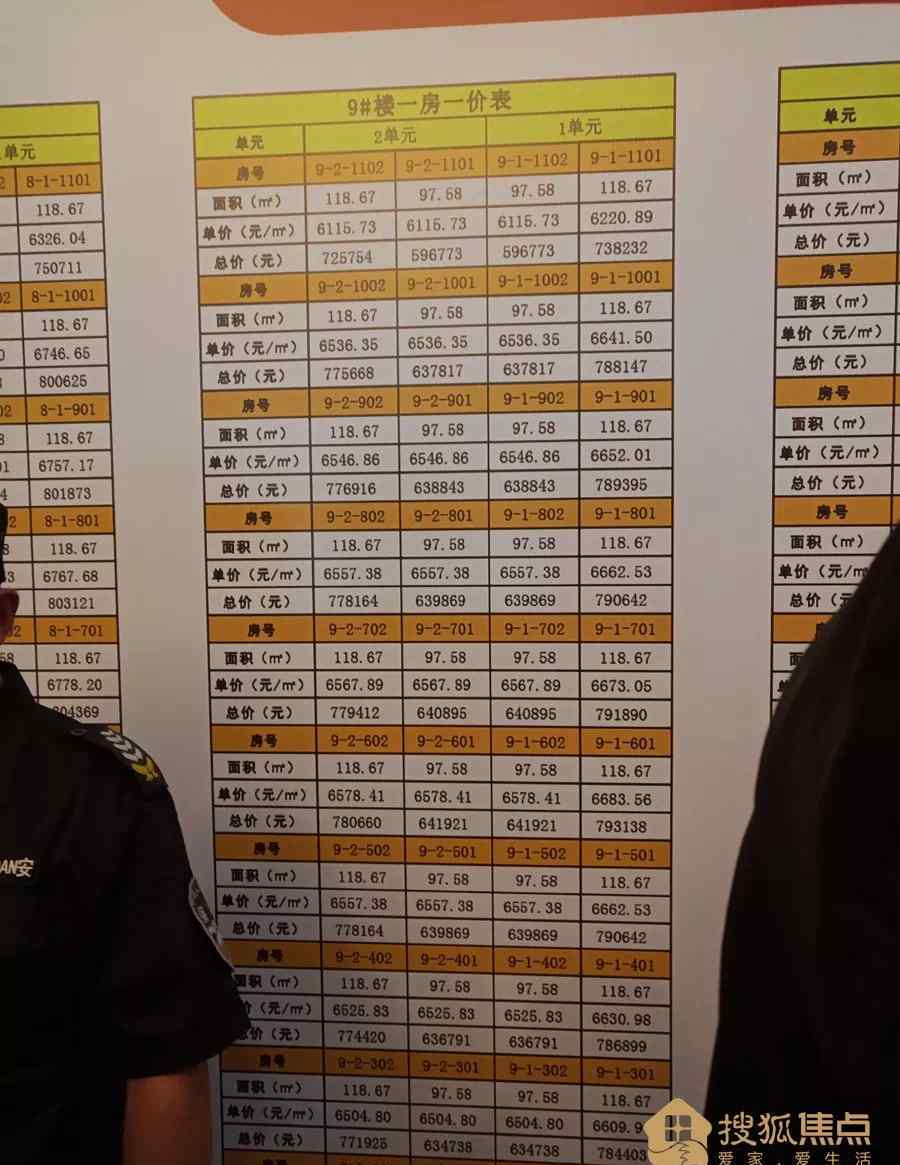 单元
8-1-1101
118.67
6326.04
750711
8-1-1001
118.67
6746.65
800625
8-1-901
118.67
6757.17
801873
8-1-801
118.67
6767.68
803121
8-1-701
118.67
6778.20
804369
9#楼一房一价表
单元 2单元 1单元
房号 9-2-1102 9-2-1101 9-1-1102 9-1-1101
面积（㎡） 118.67 97.58 97.58 118.67
单价（元/㎡） 6115.73 6115.73 6115.73 6220.89
总价（元） 725754 596773 596773 738232
房号 9-2-1002 9-2-1001 9-1-1002 9-1-1001
面积（㎡） 118.67 97.58 97.58 118.67
单价（元/㎡） 6536.35 6536.35 6536.35 6641.50
总价（元） 775668 637817 637817 788147
房号 9-2-902 9-2-901 9-1-902 9-1-901
面积（㎡） 118.67 97.58 97.58 118.67
单价（元/㎡） 6546.86 6546.86 6546.86 6652.01
总价（元） 776916 638843 638843 789395
房号 9-2-802 9-2-801 9-1-802 9-1-801
面积（㎡） 118.67 97.58 97.58 118.67
单价（元/㎡） 6557.38 6557.38 6557.38 6662.53
总价（元） 778164 639869 639869 790642
房号 9-2-702 9-2-701 9-1-702 9-1-701
面积（㎡） 118.67 97.58 97.58 118.67
单价（元/㎡） 6567.89 6567.89 6567.89 6673.05
总价（元） 779412 640895 640895 791890
房号 9-2-602 9-2-601 9-1-602 9-1-601
面积（㎡） 118.67 97.58 97.58 118.67
单价（元/㎡） 6578.41 6578.41 6578.41 6683.56
总价（元） 780660 641921 641921 793138
房号 9-2-502 9-2-501 9-1-502 9-1-501
面积（㎡） 118.67 97.58 97.58 118.67
单价（元/㎡） 6557.38 6557.38 6557.38 6662.53
总价（元） 778164 639869 639869 790642
房号 9-2-402 9-2-401 9-1-402 9-1-401
面积（㎡） 118.67 97.58 97.58 118.67
价（元/㎡） 6525.83 6525.83 6525.83 6630.98
总价（元） 774420 636791 636791 786899
房号 9-2-302 9-2-301 9-1-302 9-1-301
面积（㎡） 118.67 97.58 97.58 118.67
单价（元/㎡） 6504.80 6504.80 6504.80 6609.9
总价（元） 771925 634738 634738 784403
单元
房号
面积（㎡）
单价（元/㎡）
总价（元）
房号
面积（㎡）
单价（元/㎡）
总价（元）
房号
面积（㎡）
单价（元/㎡）
总价（元）
房号
面积（㎡）
单价（元/㎡
总价（元
安
搜狐焦点
爱家,爱生活